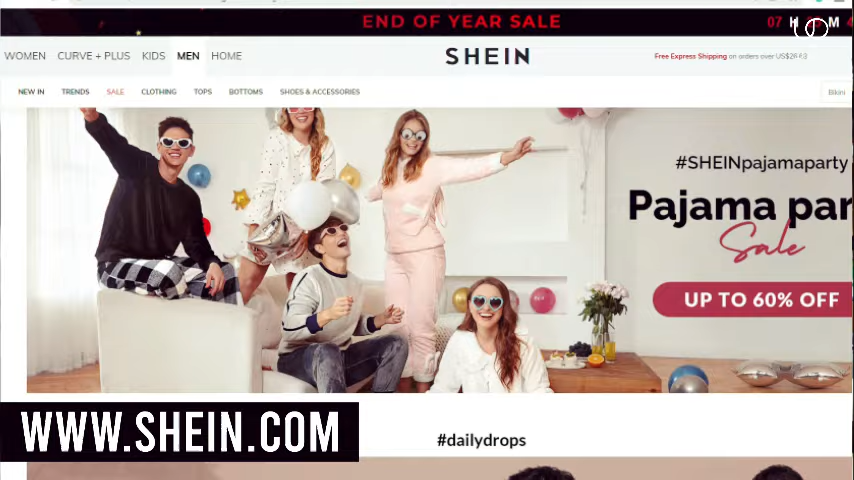 END OF YEAR SALE
WOMEN CURVE + PLUS KIDS MEN HOME
SHEIN
Free Express Shipping on orders over
NEW IN TRENDS SALE CLOTHING TOPS BOTTOMS SHOES & ACCESSORIES
Bikini
#SHEINpajamaparty
Pajama par
Sale
UP TO 60% OFF
WWW.SHEIN.COM
#dailydrops